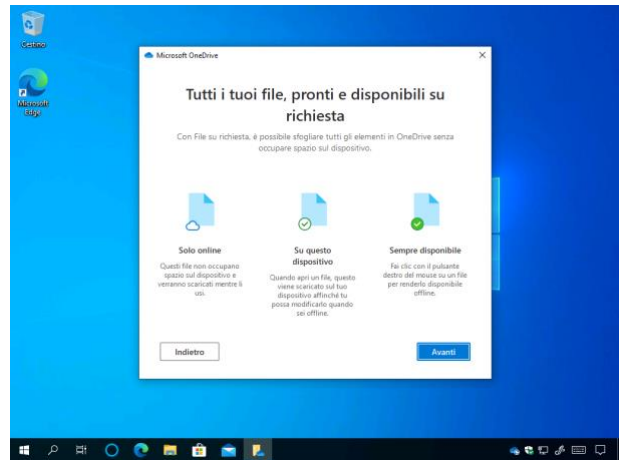 Cestino
Microsoft
Edge
Microsoft OneDrive
Tutti i tuoi file, pronti e disponibili su
richiesta
Con File su richiesta, è possibile sfogliare tutti gli elementi in OneDrive senza
occupare spazio sul dispositivo.
Solo online
Questi file non occupano
spazio sul dispositivo e
verranno scaricati mentre li
usi.
Su questo
dispositivo
Quando apri un file, questo
viene scaricato sul tuo
dispositivo affinché tu
possa modificarlo quando
sei offline.
Sempre disponibile
Fai clic con il pulsante
destro del mouse su un file
per renderlo disponibile
offline.
Indietro
Avanti